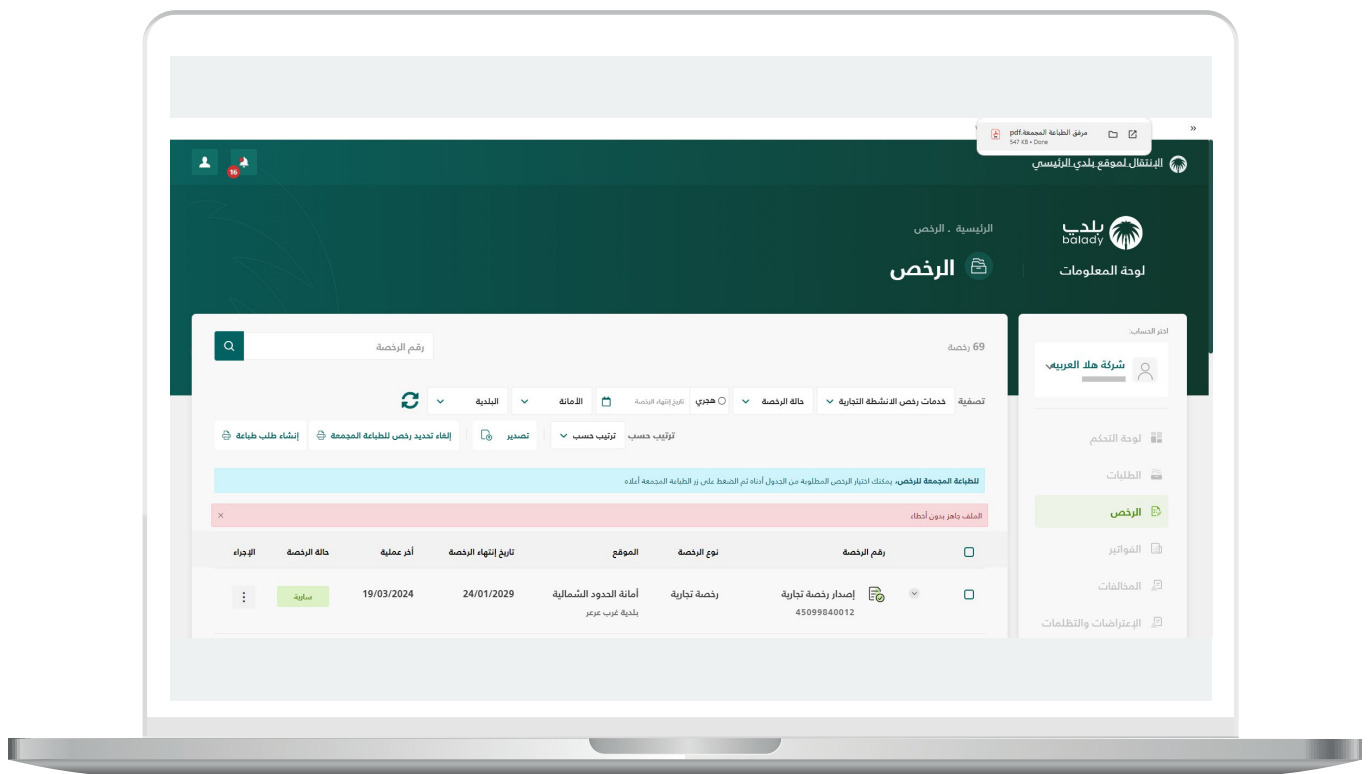 »
مرفق الطباعة المجمعة.pdf
547 KB • Done
الإنتقال لموقع بلدي الرئيسي
16
بلدي
balady
لوحة المعلومات
الرئيسية . الرخص
الرخص
اختر الحساب:
شركة هلا العربيه
لوحة التحكم
الطلبات
الرخص
الفواتير
المخالفات
الإعتراضات والتظلمات
69 رخصة
رقم الرخصة
تصفية خدمات رخص الانشطة التجارية حالة الرخصة هجري تاريخ إنتهاء الرخصة الأمانة البلدية
ترتيب حسب ترتيب حسب تصدير إلغاء تحديد رخص للطباعة المجمعة إنشاء طلب طباعة
للطباعة المجمعة للرخص، يمكنك اختيار الرخص المطلوبة من الجدول أدناه ثم الضغط على زر الطباعة المجمعة أعلاه
الملف جاهز بدون أخطاء ×
رقم الرخصة نوع الرخصة الموقع تاريخ إنتهاء الرخصة أخر عملية حالة الرخصة الإجراء
إصدار رخصة تجارية رخصة تجارية أمانة الحدود الشمالية 24/01/2029 19/03/2024 سارية
45099840012 بلدية غرب عرعر